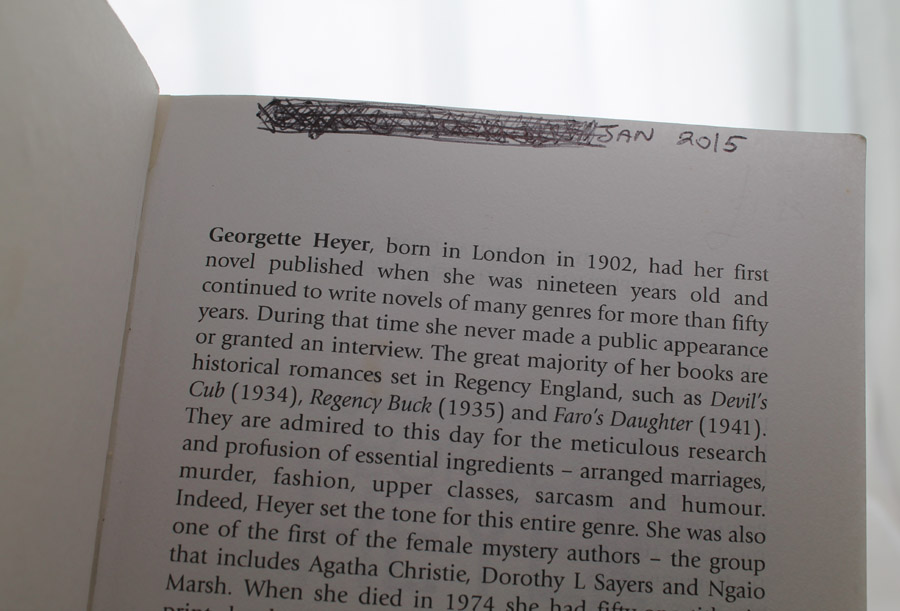 JAN 2015
Georgette Heyer, born in London in 1902, had her first
novel published when she was nineteen years old and
continued to write novels of many genres for more than fifty
years. During that time she never made a public appearance
or granted an interview. The great majority of her books are
historical romances set in Regency England, such as Devil's
Cub (1934), Regency Buck (1935) and Faro's Daughter (1941).
They are admired to this day for the meticulous research
and profusion of essential ingredients – arranged marriages,
murder, fashion, upper classes, sarcasm and humour.
Indeed, Heyer set the tone for this entire genre. She was also
one of the first of the female mystery authors – the group
that includes Agatha Christie, Dorothy L Sayers and Ngaio
Marsh. When she died in 1974 she had